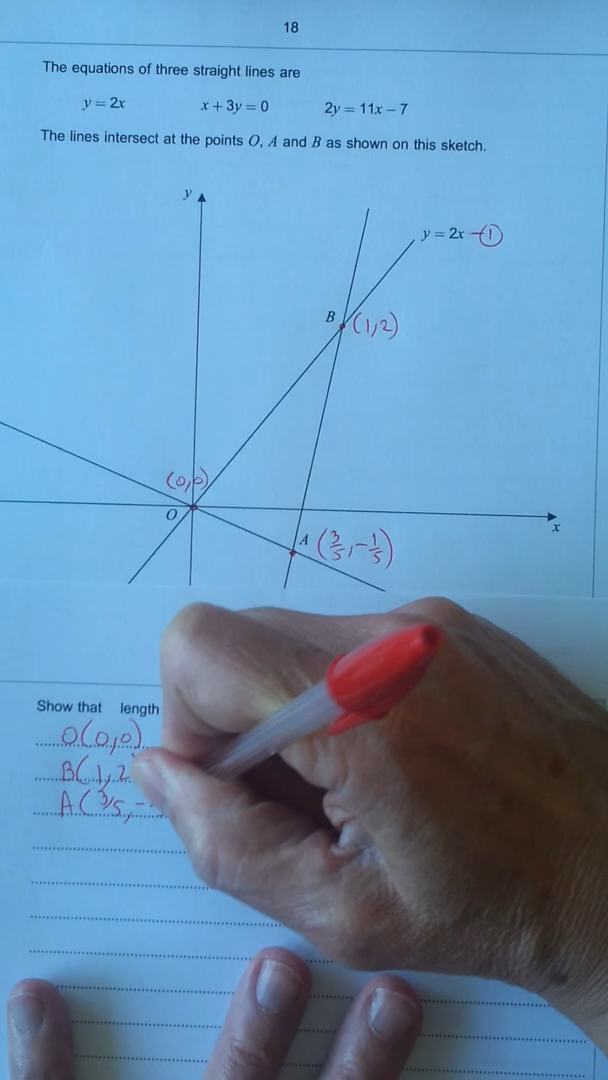 18
The equations of three straight lines are
y = 2x x + 3y = 0 2y = 11x – 7
The lines intersect at the points O, A and B as shown on this sketch.
y
y = 2x –①
B (1,2)
(0,0)
O
x
A (3/5, -1/5)
Show that length
O(0,0)
B(1,2
A(3/5, -